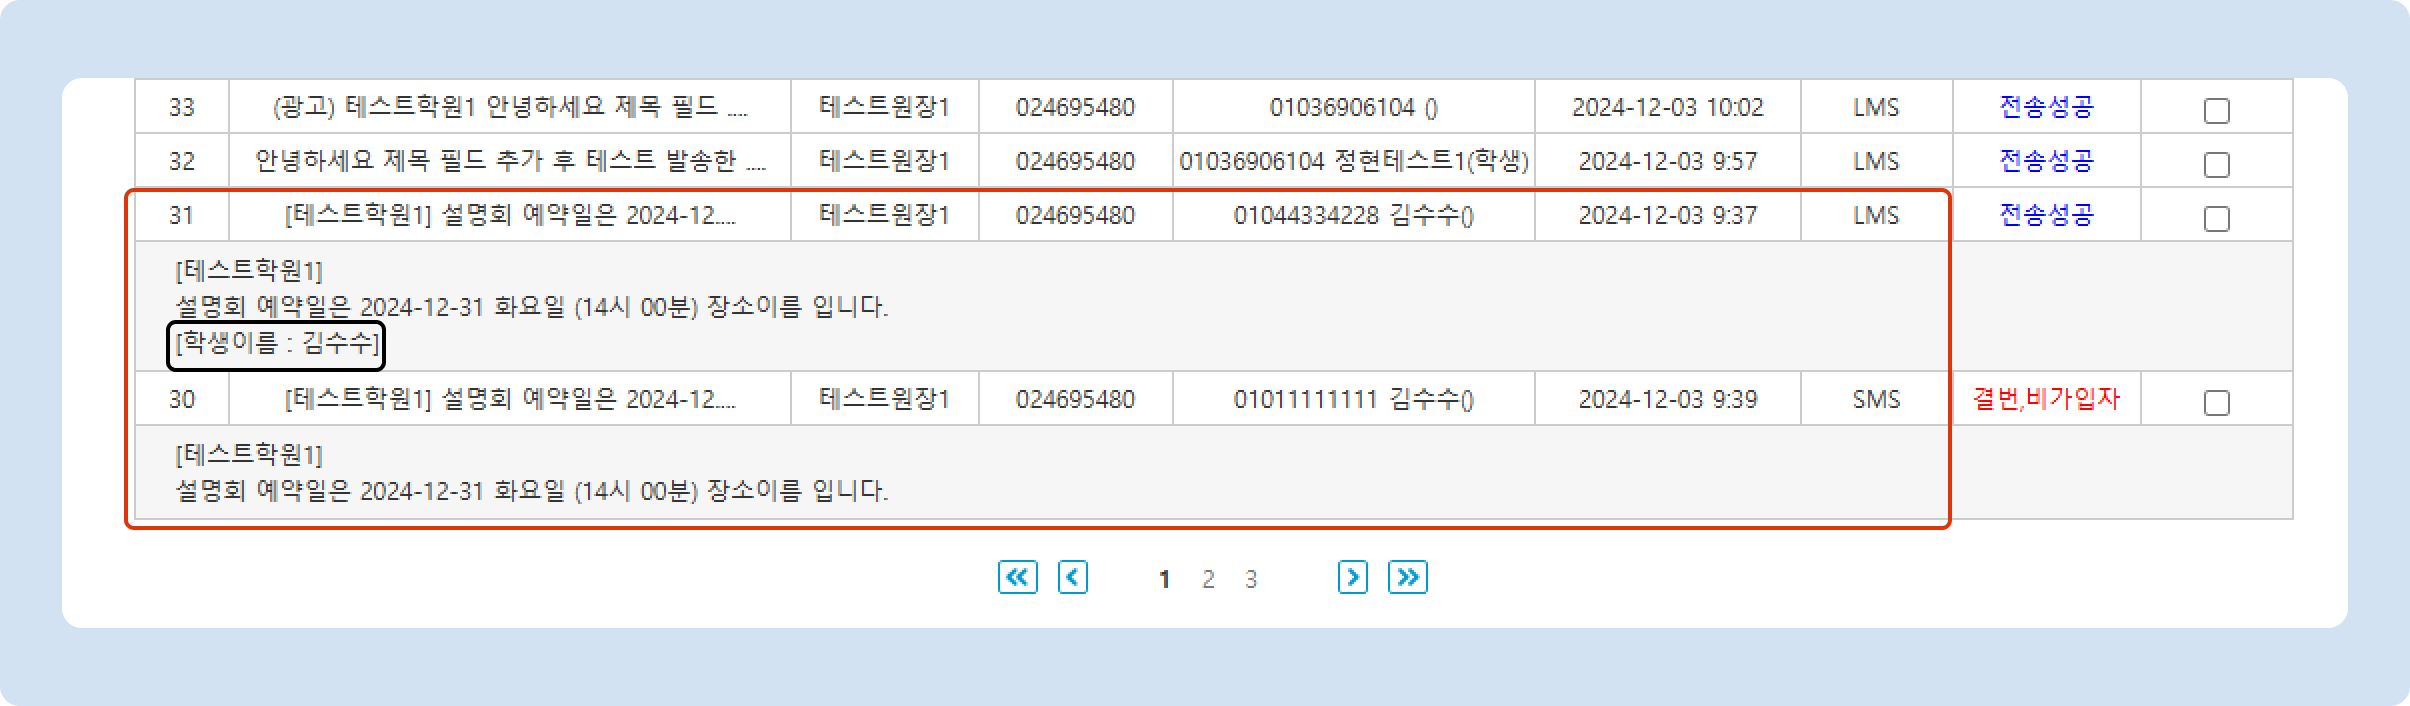 33 (광고) 테스트학원1 안녕하세요 제목 필드 .... 테스트원장1 024695480 01036906104 () 2024-12-03 10:02 LMS 전송성공
32 안녕하세요 제목 필드 추가 후 테스트 발송한 .... 테스트원장1 024695480 01036906104 정현테스트1(학생) 2024-12-03 9:57 LMS 전송성공
31 [테스트학원1] 설명회 예약일은 2024-12.... 테스트원장1 024695480 01044334228 김수수() 2024-12-03 9:37 LMS 전송성공
[테스트학원1]
설명회 예약일은 2024-12-31 화요일 (14시 00분) 장소이름 입니다.
[학생이름 : 김수수]
30 [테스트학원1] 설명회 예약일은 2024-12.... 테스트원장1 024695480 01011111111 김수수() 2024-12-03 9:39 SMS 결번,비가입자
[테스트학원1]
설명회 예약일은 2024-12-31 화요일 (14시 00분) 장소이름 입니다.
1 2 3